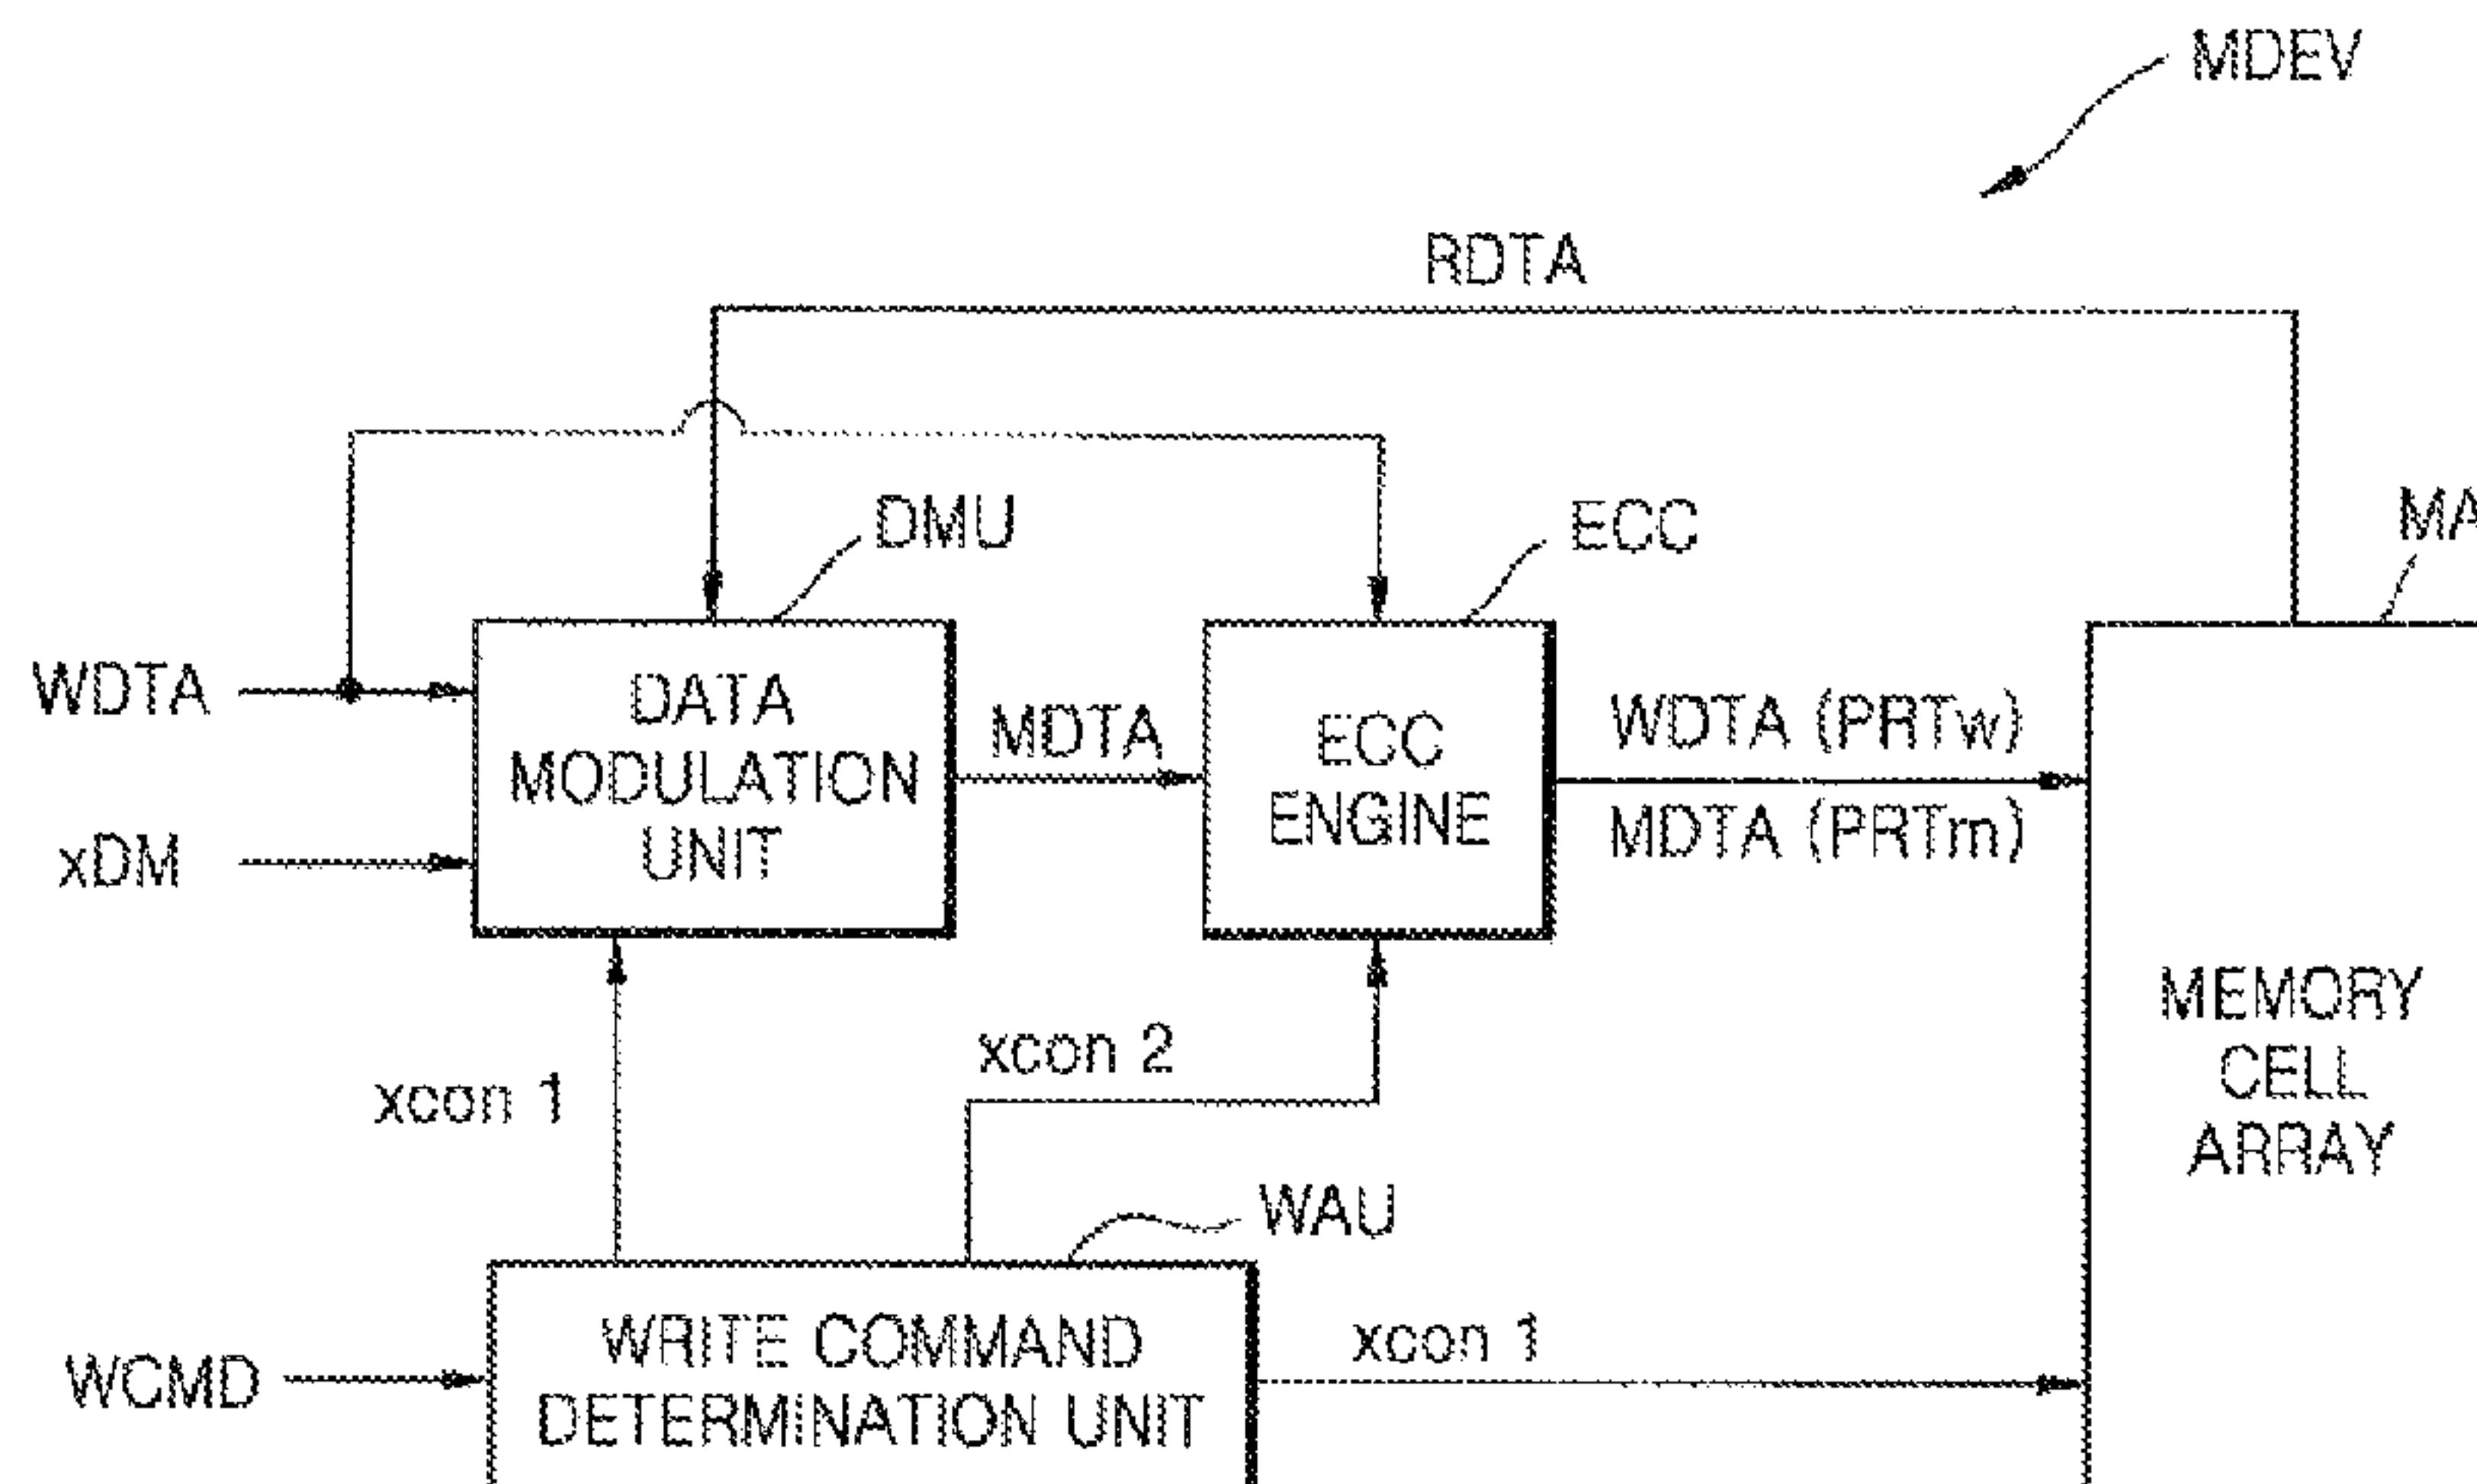 MDEV
RDTA
DMU
ECC
WDTA
DATA
MODULATION
UNIT
MDTA
ECC
ENGINE
WDTA (PRTw)
MDTA (PRTm)
xDM
MEMORY
CELL
ARRAY
xcon 1
xcon 2
WAU
WCMD
WRITE COMMAND
DETERMINATION UNIT
xcon 1